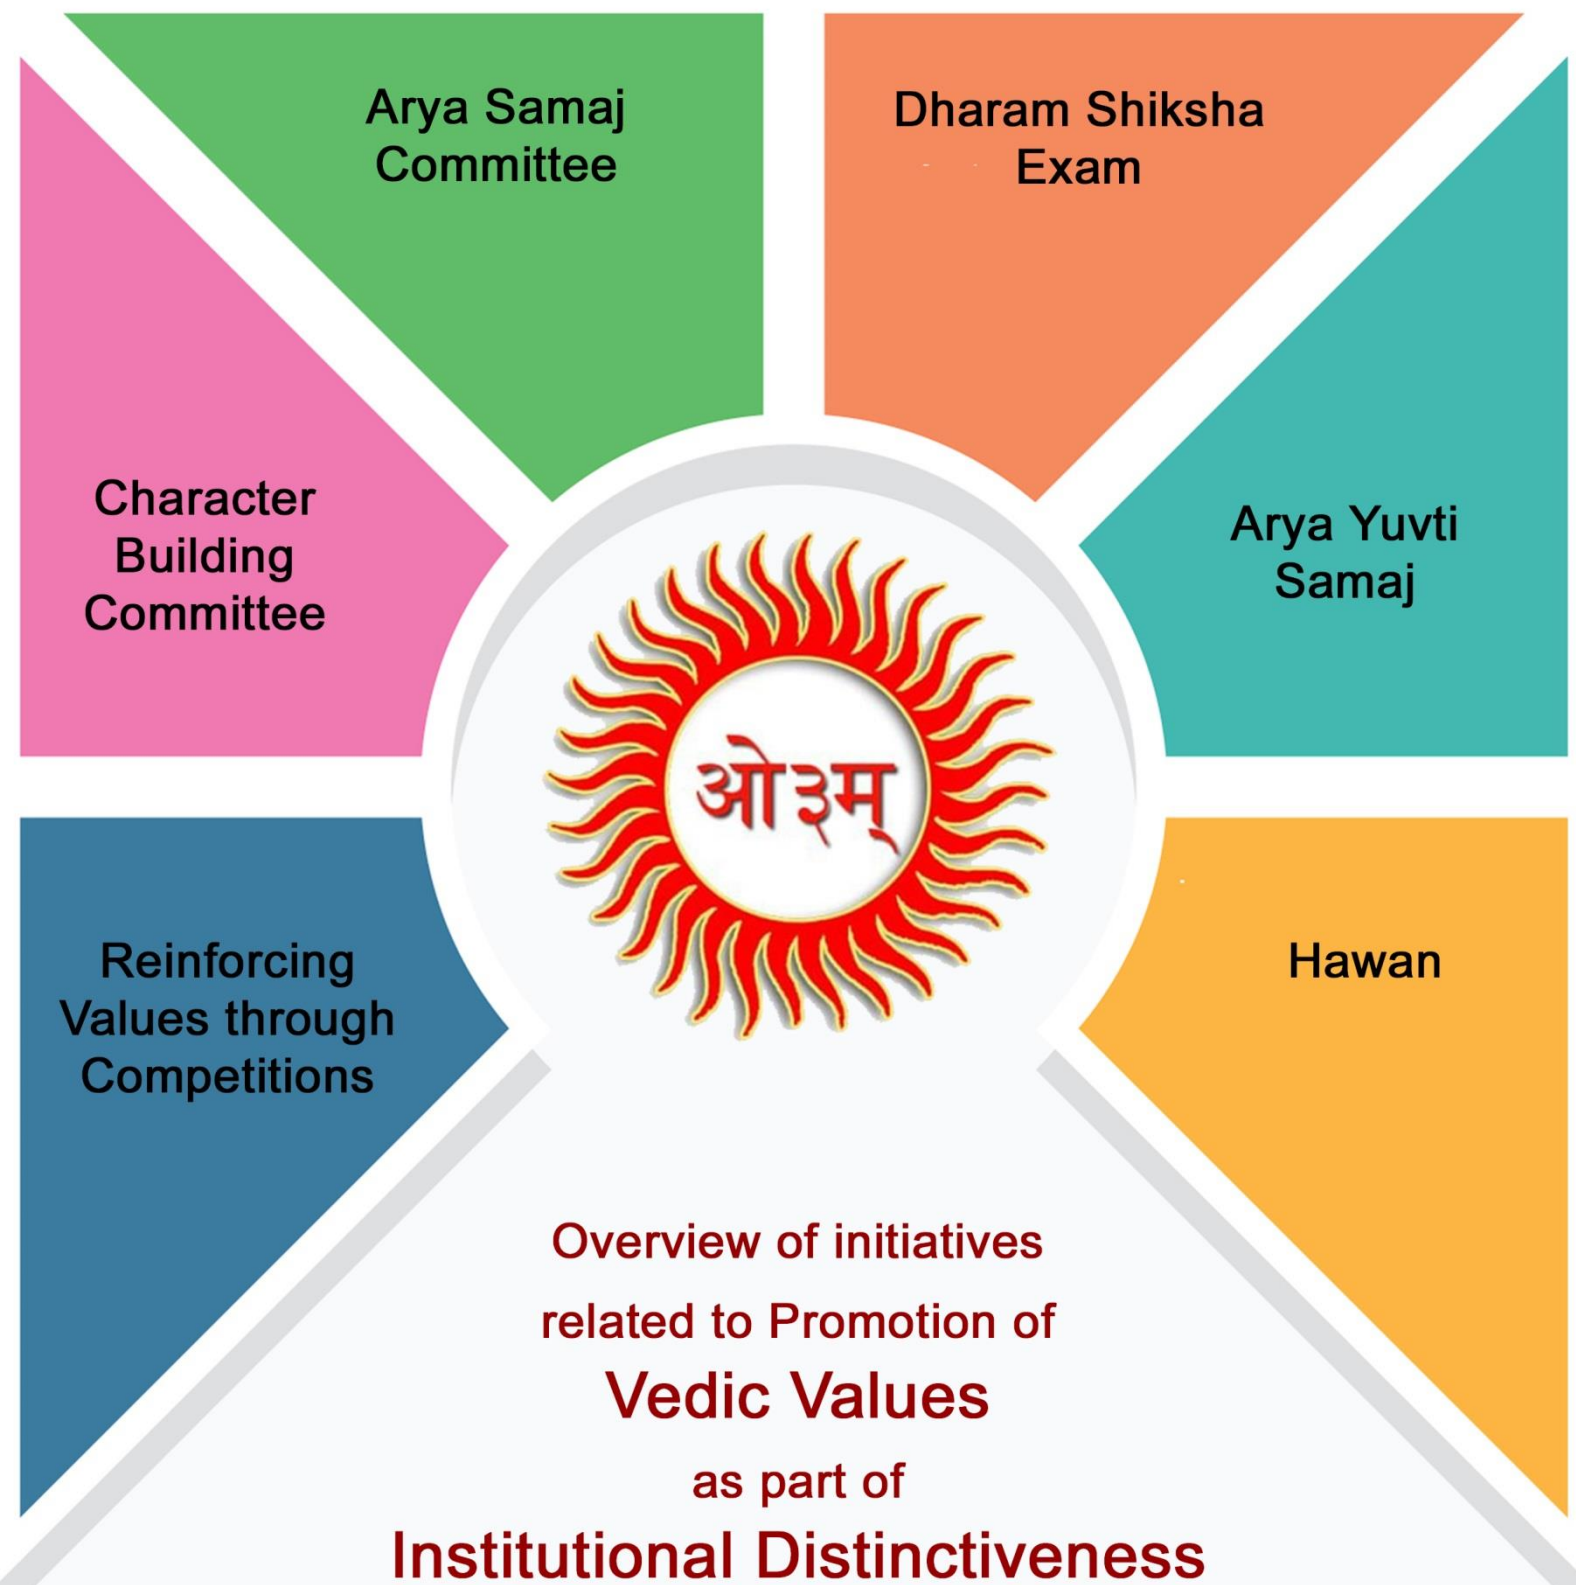 Arya Samaj
Committee
Dharam Shiksha
Exam
Character
Building
Committee
Arya Yuvti
Samaj
ओ३म्
Reinforcing
Values through
Competitions
Hawan
Overview of initiatives
related to Promotion of
Vedic Values
as part of
Institutional Distinctiveness